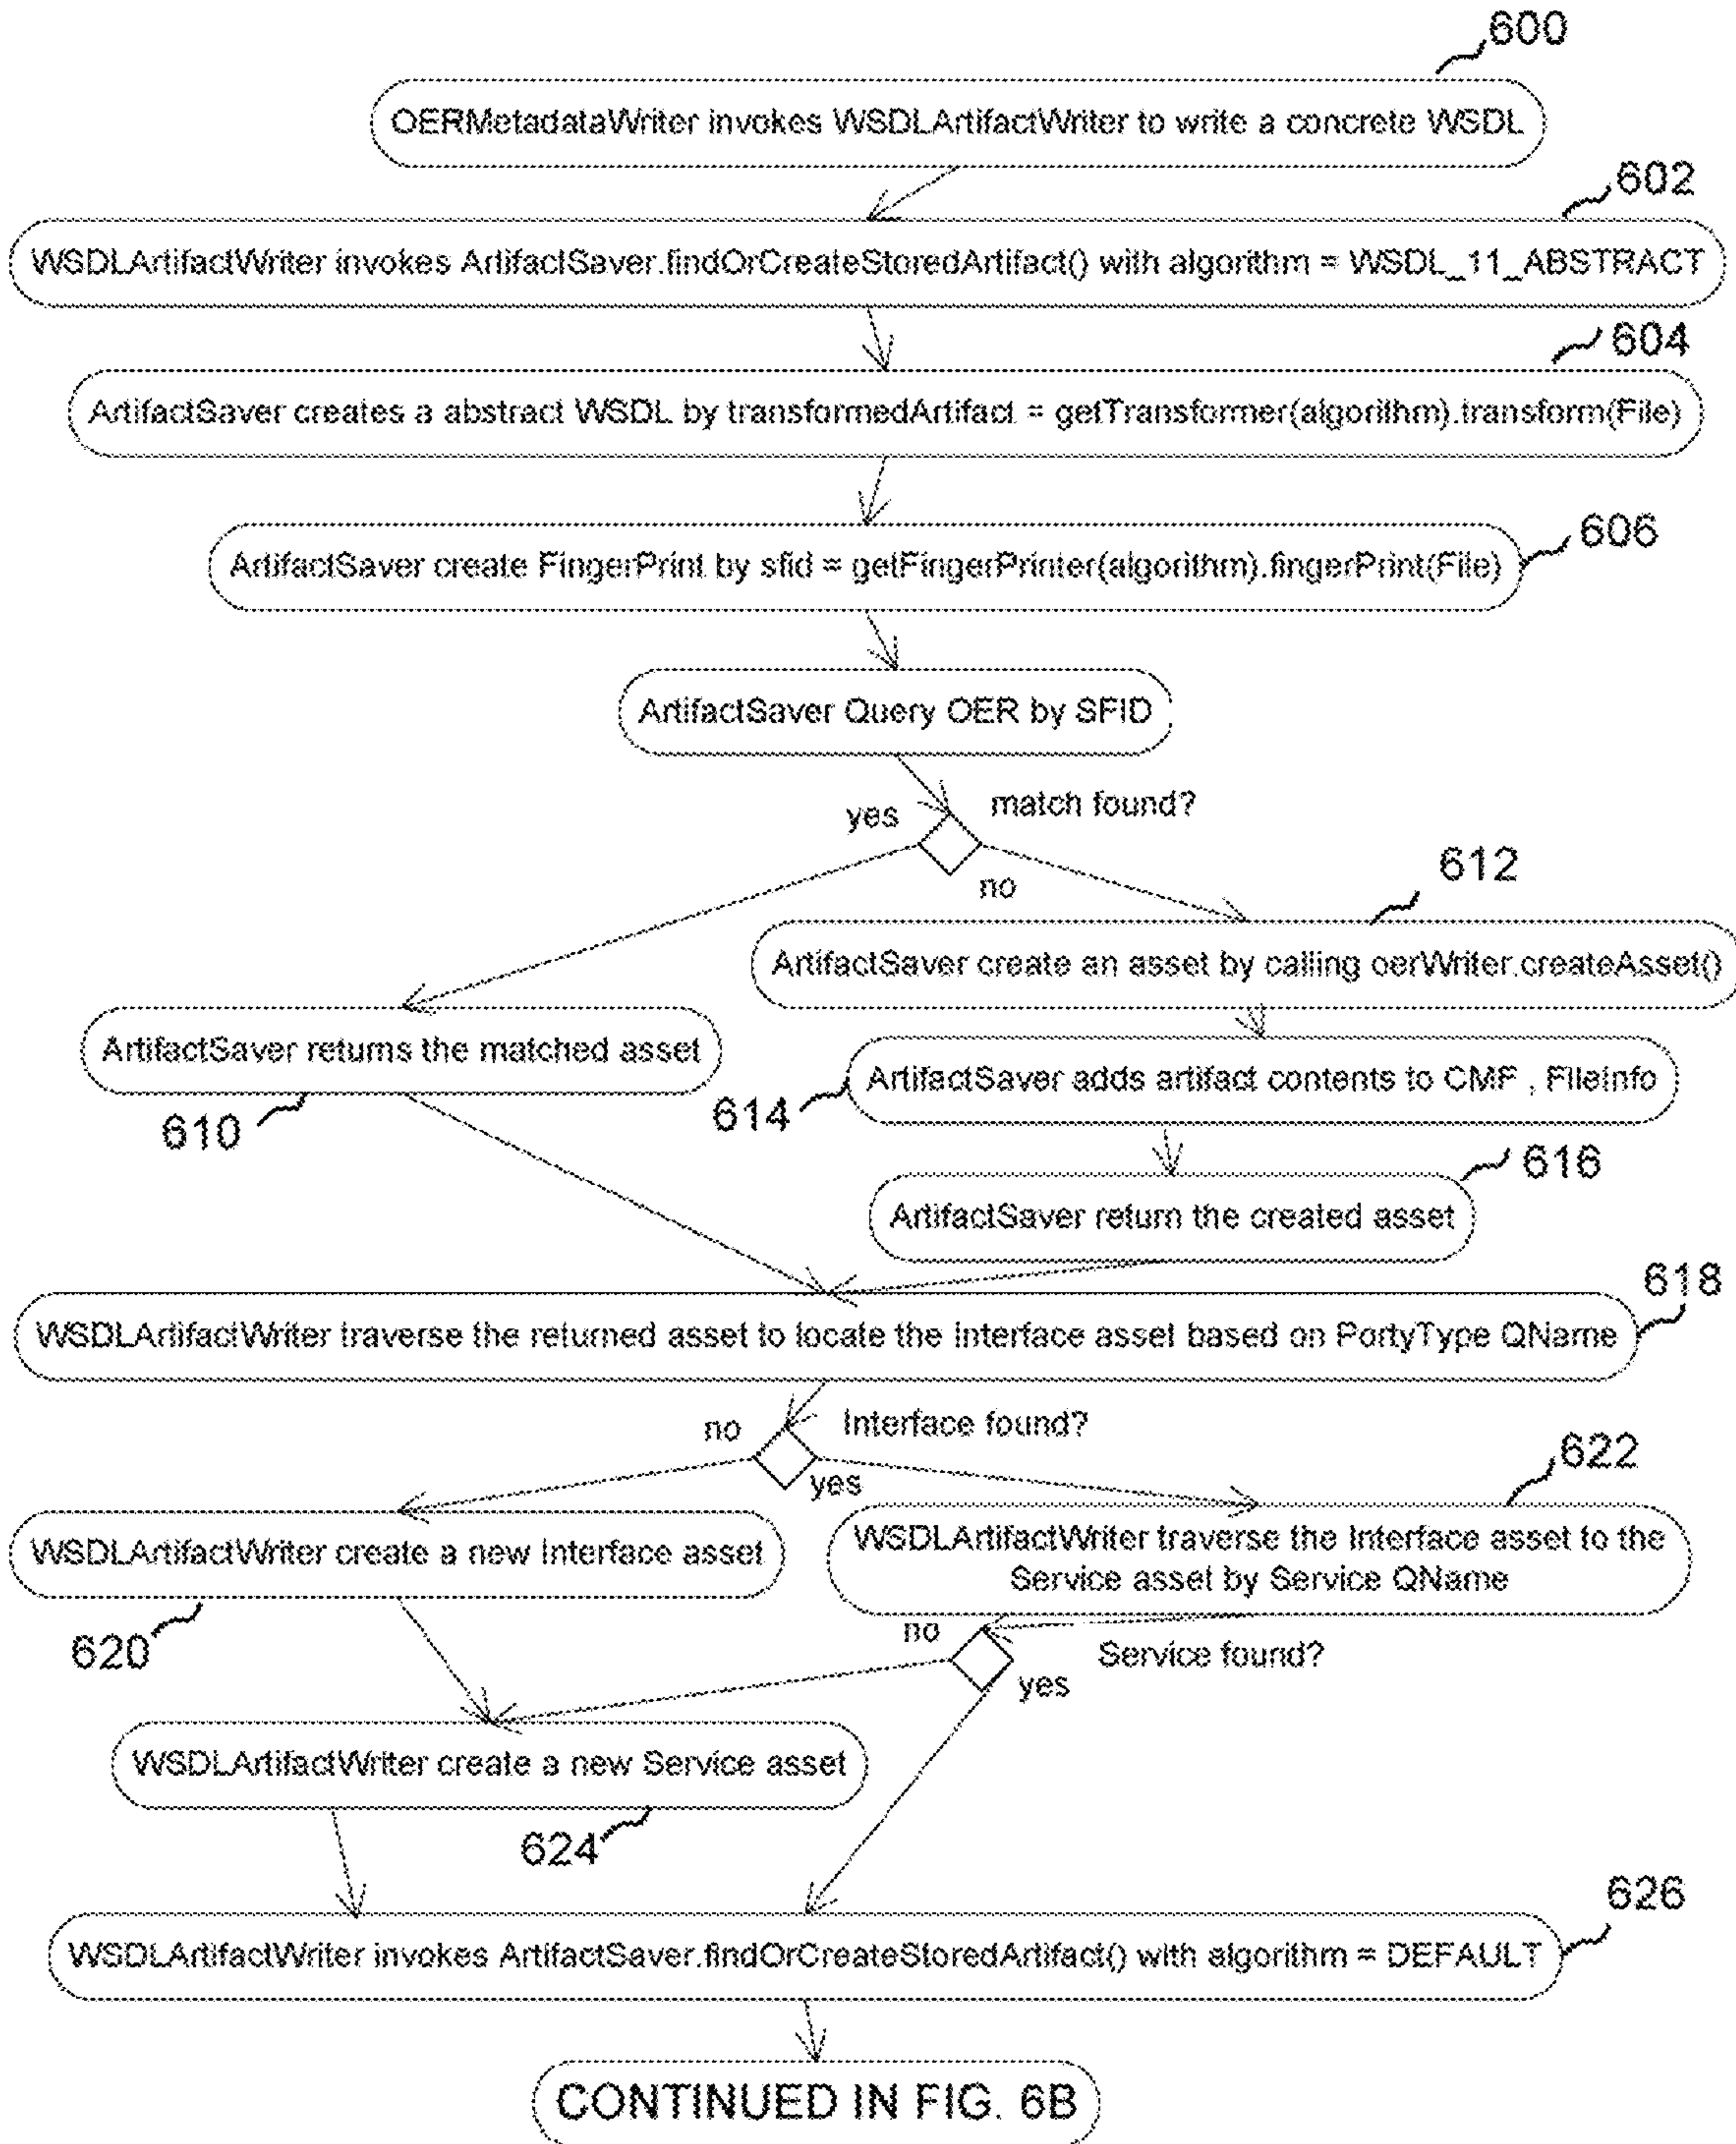 600
OERMetadataWriter invokes WSDLArtifactWriter to write a concrete WSDL
602
WSDLArtifactWriter invokes ArtifactSaver.findOrCreateStoredArtifact() with algorithm = WSDL_11_ABSTRACT
604
ArtifactSaver creates a abstract WSDL by transformedArtifact = getTransformer(algorithm).transform(File)
606
ArtifactSaver create FingerPrint by sfid = getFingerPrinter(algorithm).fingerPrint(File)
ArtifactSaver Query OER by SFID
yes
match found?
no
612
ArtifactSaver create an asset by calling oerWriter.createAsset()
ArtifactSaver returns the matched asset
610
ArtifactSaver adds artifact contents to CMF , FileInfo
614
616
ArtifactSaver return the created asset
618
WSDLArtifactWriter traverse the returned asset to locate the Interface asset based on PortyType QName
no
Interface found?
yes
622
WSDLArtifactWriter create a new Interface asset
620
WSDLArtifactWriter traverse the Interface asset to the
Service asset by Service QName
no
Service found?
yes
WSDLArtifactWriter create a new Service asset
624
626
WSDLArtifactWriter invokes ArtifactSaver.findOrCreateStoredArtifact() with algorithm = DEFAULT
CONTINUED IN FIG. 6B